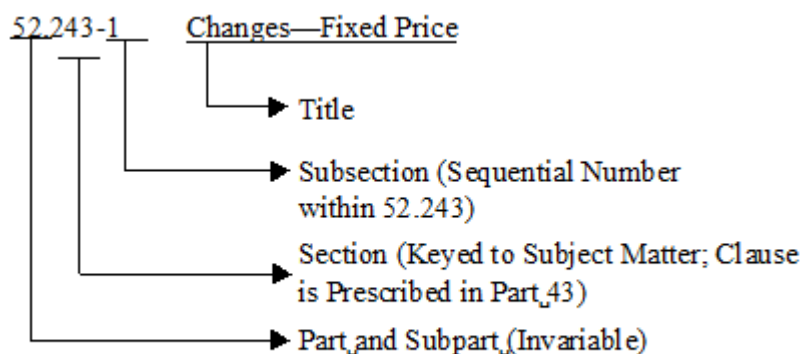 52.243-1 Changes—Fixed Price
Title
Subsection (Sequential Number
within 52.243)
Section (Keyed to Subject Matter; Clause
is Prescribed in Part 43)
Part and Subpart (Invariable)